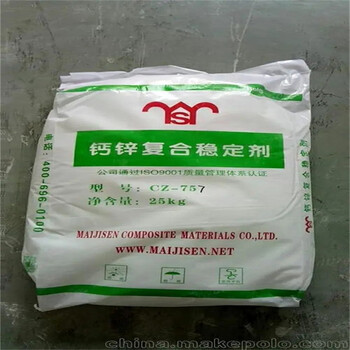 钙锌复合稳定剂
公司通过ISO9001质量管理体系认证
型 号：CZ-757
净含量：25kg
MAIJISEN COMPOSITE MATERIALS CO.,LTD.
WWW.MAIJISEN.NET
电话：400-696-0100
china.makepolo.com